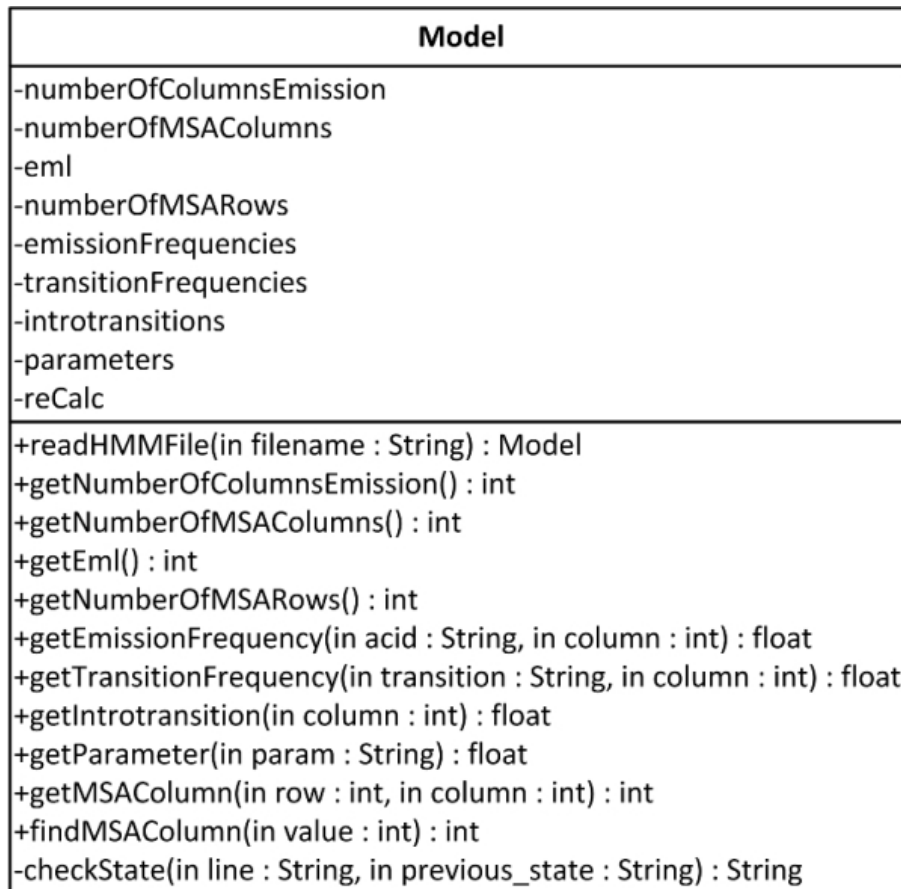 Model
-numberOfColumnsEmission
-numberOfMSAColumns
-eml
-numberOfMSARows
-emissionFrequencies
-transitionFrequencies
-introtransitions
-parameters
-reCalc
+readHMMFile(in filename : String) : Model
+getNumberOfColumnsEmission() : int
+getNumberOfMSAColumns() : int
+getEml() : int
+getNumberOfMSARows() : int
+getEmissionFrequency(in acid : String, in column : int) : float
+getTransitionFrequency(in transition : String, in column : int) : float
+getIntrotransition(in column : int) : float
+getParameter(in param : String) : float
+getMSAColumn(in row : int, in column : int) : int
+findMSAColumn(in value : int) : int
-checkState(in line : String, in previous_state : String) : String